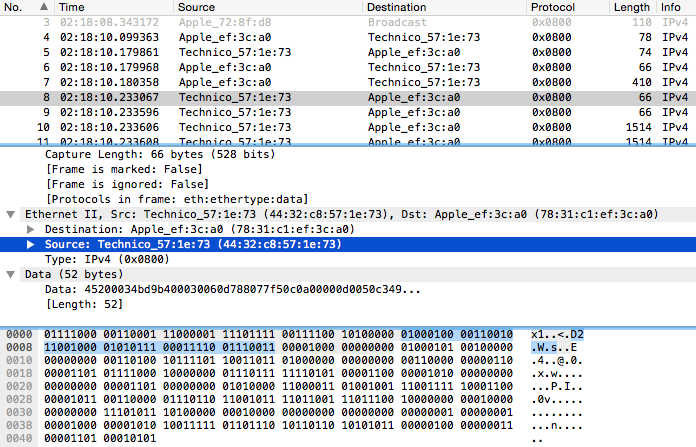 No. Time Source Destination Protocol Length Info
3 02:18:08.343172 Apple_72:8f:d8 Broadcast 0x0800 110 IPv4
4 02:18:10.099363 Apple_ef:3c:a0 Technico_57:1e:73 0x0800 78 IPv4
5 02:18:10.179861 Technico_57:1e:73 Apple_ef:3c:a0 0x0800 74 IPv4
6 02:18:10.179968 Apple_ef:3c:a0 Technico_57:1e:73 0x0800 66 IPv4
7 02:18:10.180358 Apple_ef:3c:a0 Technico_57:1e:73 0x0800 410 IPv4
8 02:18:10.233067 Technico_57:1e:73 Apple_ef:3c:a0 0x0800 66 IPv4
9 02:18:10.233596 Technico_57:1e:73 Apple_ef:3c:a0 0x0800 66 IPv4
10 02:18:10.233606 Technico_57:1e:73 Apple_ef:3c:a0 0x0800 1514 IPv4
11 02:18:10.233608 Technico_57:1e:73 Apple_ef:3c:a0 0x0800 1514 IPv4
Capture Length: 66 bytes (528 bits)
[Frame is marked: False]
[Frame is ignored: False]
[Protocols in frame: eth:ethertype:data]
Ethernet II, Src: Technico_57:1e:73 (44:32:c8:57:1e:73), Dst: Apple_ef:3c:a0 (78:31:c1:ef:3c:a0)
Destination: Apple_ef:3c:a0 (78:31:c1:ef:3c:a0)
Source: Technico_57:1e:73 (44:32:c8:57:1e:73)
Type: IPv4 (0x0800)
Data (52 bytes)
Data: 45200034bd9b400030060d788077f50c0a00000d0050c349...
[Length: 52]
0000 01111000 00110001 11000001 11101111 00111100 10100000 01000100 00110010 x1..<.D2
0008 11001000 01010111 00011110 01110011 00001000 00000000 01000101 00100000 .W.s..E
0010 00000000 00110100 10111101 10011011 01000000 00000000 00110000 00000110 .4..@.0.
0018 00001101 01111000 10000000 01110111 11110101 00001100 00001010 00000000 .x.w....
0020 00000000 00001101 00000000 01010000 11000011 01001001 11001111 10001100 ...P.I..
0028 00001011 00110000 01110110 11001011 11011001 11011100 10000000 00010000 .0v.....
0030 00000000 11101011 10100000 00010000 00000000 00000000 00000001 00000001 ........
0038 00001000 00001010 10011111 01101110 10110110 10101011 00000100 00000011 ...n....
0040 00001101 00010101 ..